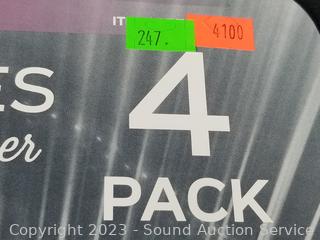 IT
247. 4100
ES
4
er
PACK
Copyright 2023 - Sound Auction Service